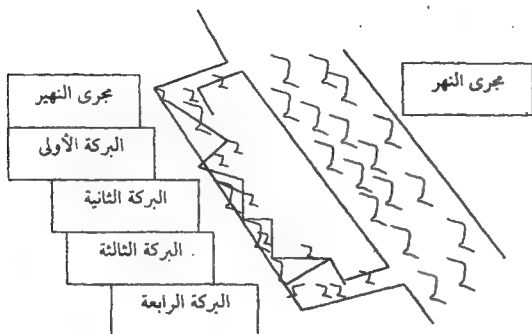 مجرى النهر
مجرى النهير
البركة الأولى
البركة الثانية
البركة الثالثة
البركة الرابعة